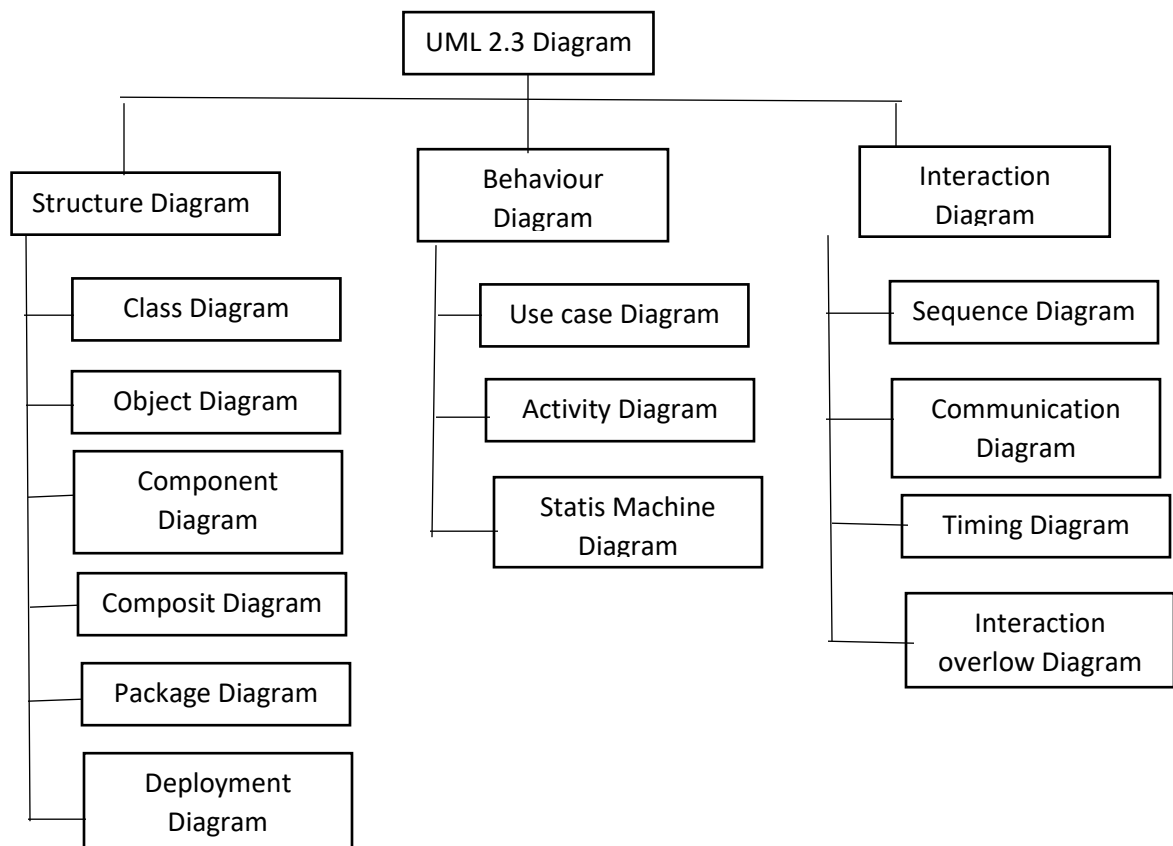 UML 2.3 Diagram
Structure Diagram
Class Diagram
Object Diagram
Component
Diagram
Composit Diagram
Package Diagram
Deployment
Diagram
Behaviour
Diagram
Use case Diagram
Activity Diagram
Statis Machine
Diagram
Interaction
Diagram
Sequence Diagram
Communication
Diagram
Timing Diagram
Interaction
overlow Diagram